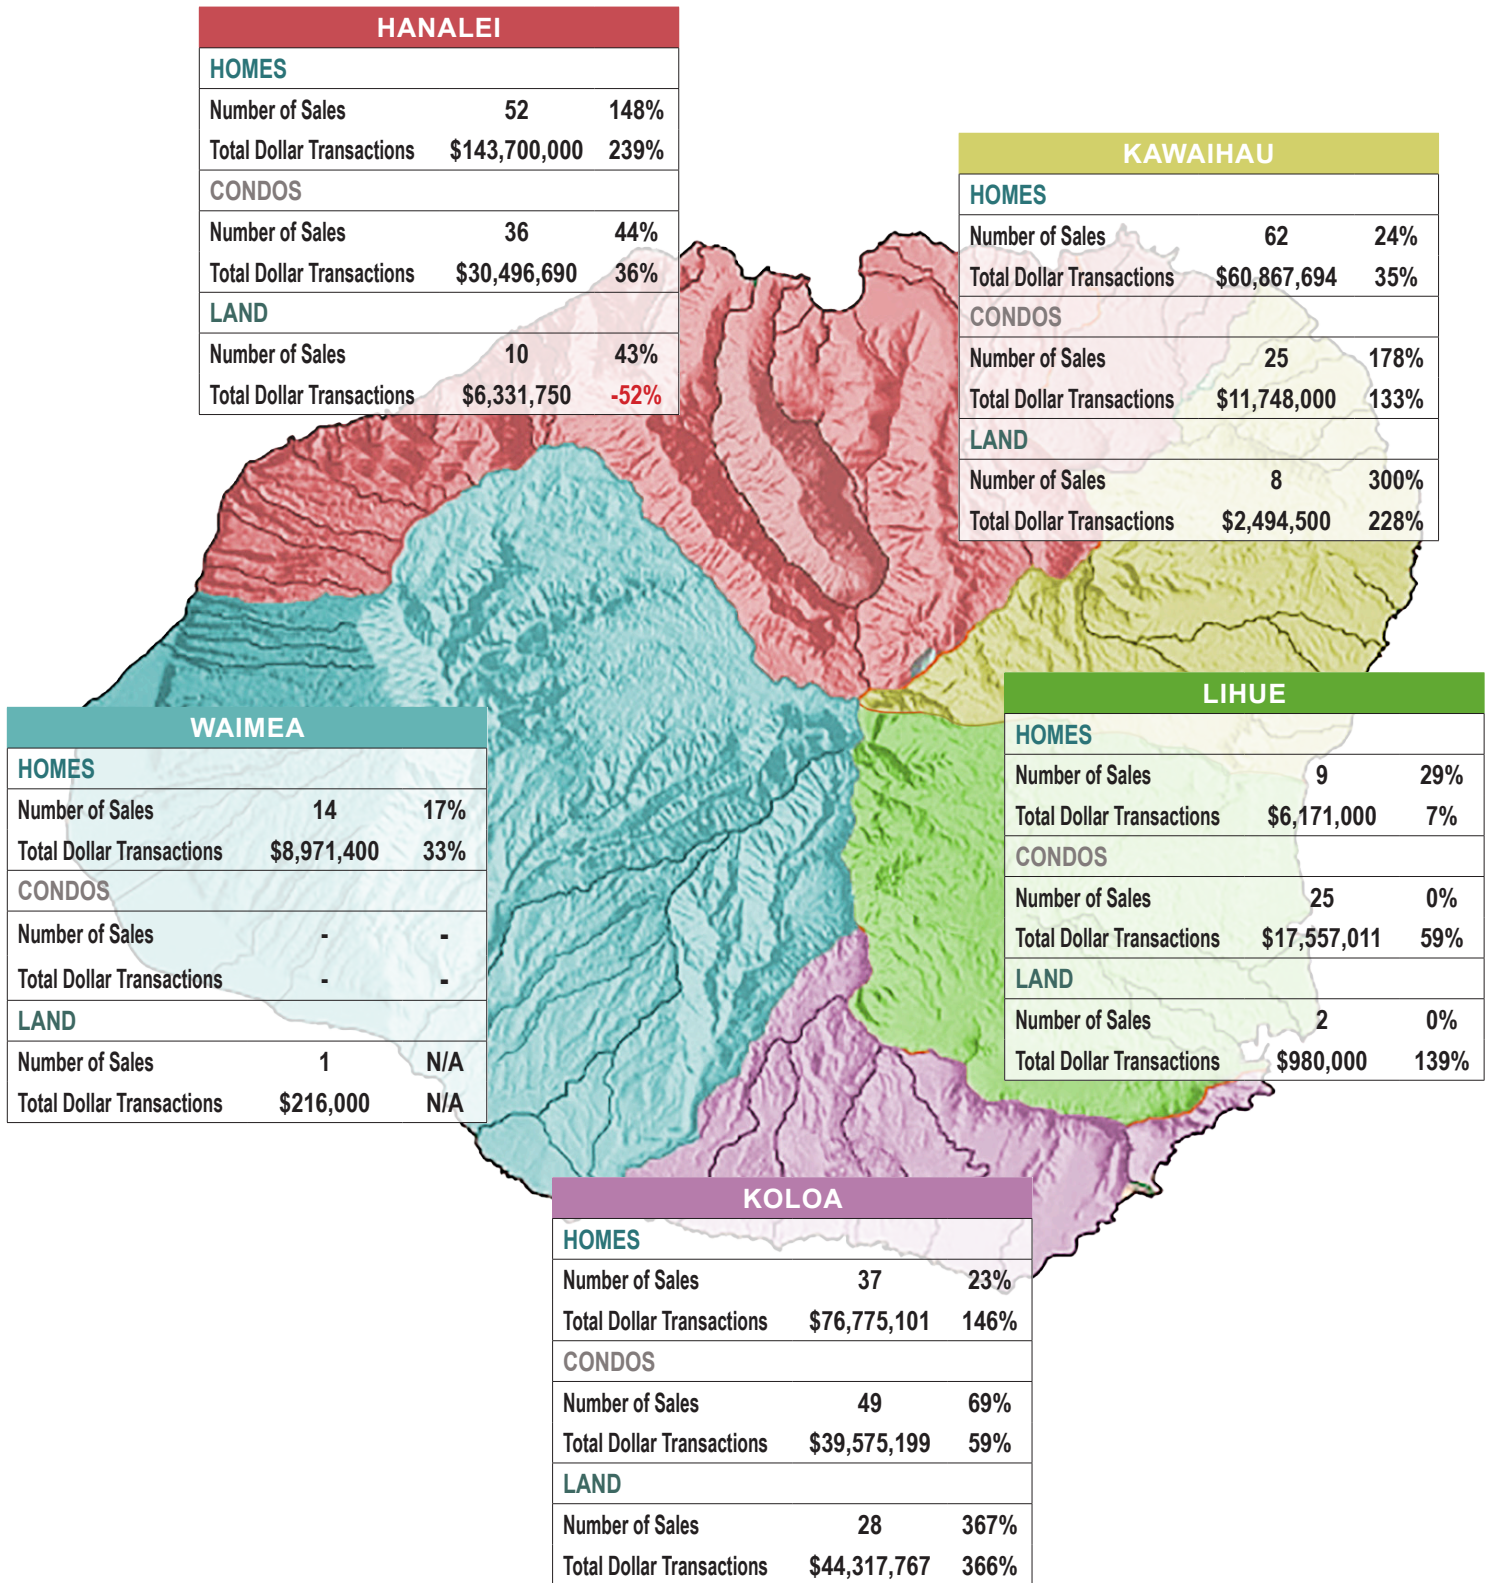 HANALEI
HOMES
Number of Sales 52 148%
Total Dollar Transactions $143,700,000 239%
CONDOS
Number of Sales 36 44%
Total Dollar Transactions $30,496,690 36%
LAND
Number of Sales 10 43%
Total Dollar Transactions $6,331,750 -52%
KAWAIHAU
HOMES
Number of Sales 62 24%
Total Dollar Transactions $60,867,694 35%
CONDOS
Number of Sales 25 178%
Total Dollar Transactions $11,748,000 133%
LAND
Number of Sales 8 300%
Total Dollar Transactions $2,494,500 228%
WAIMEA
HOMES
Number of Sales 14 17%
Total Dollar Transactions $8,971,400 33%
CONDOS
Number of Sales - -
Total Dollar Transactions - -
LAND
Number of Sales 1 N/A
Total Dollar Transactions $216,000 N/A
LIHUE
HOMES
Number of Sales 9 29%
Total Dollar Transactions $6,171,000 7%
CONDOS
Number of Sales 25 0%
Total Dollar Transactions $17,557,011 59%
LAND
Number of Sales 2 0%
Total Dollar Transactions $980,000 139%
KOLOA
HOMES
Number of Sales 37 23%
Total Dollar Transactions $76,775,101 146%
CONDOS
Number of Sales 49 69%
Total Dollar Transactions $39,575,199 59%
LAND
Number of Sales 28 367%
Total Dollar Transactions $44,317,767 366%